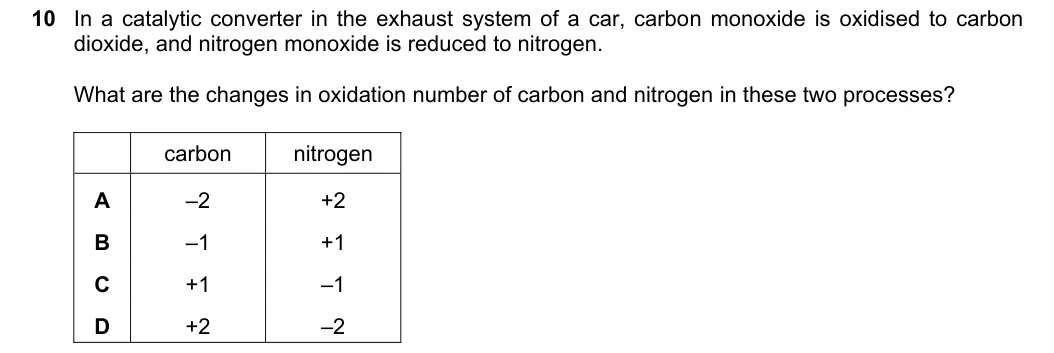 10 In a catalytic converter in the exhaust system of a car, carbon monoxide is oxidised to carbon
dioxide, and nitrogen monoxide is reduced to nitrogen.
What are the changes in oxidation number of carbon and nitrogen in these two processes?
carbon nitrogen
A –2 +2
B –1 +1
C +1 –1
D +2 –2